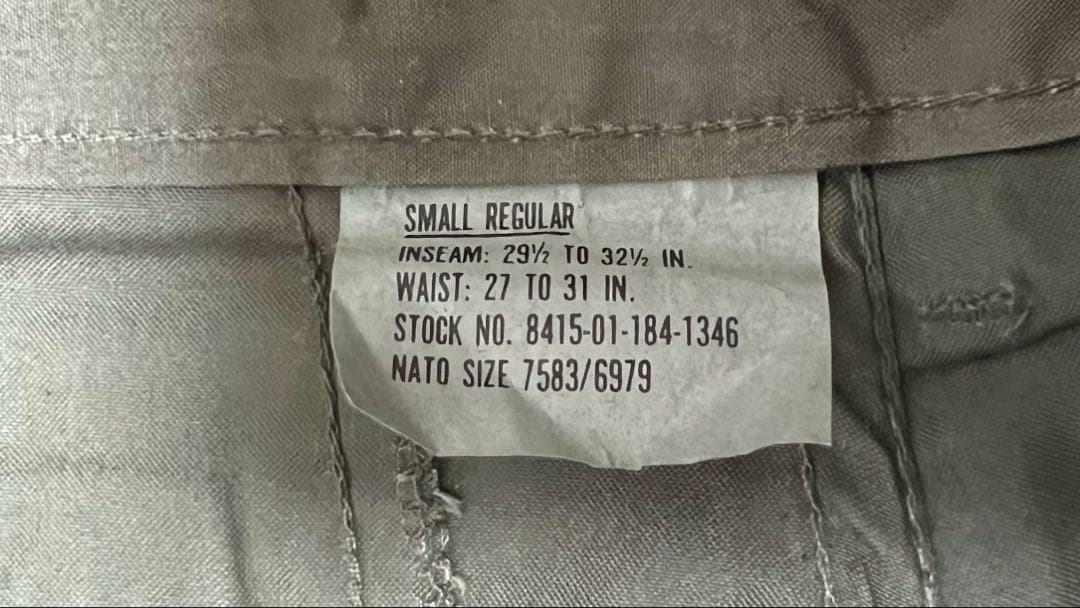 SMALL REGULAR
INSEAM: 29½ TO 32½ IN.
WAIST: 27 TO 31 IN.
STOCK NO. 8415-01-184-1346
NATO SIZE 7583/6979